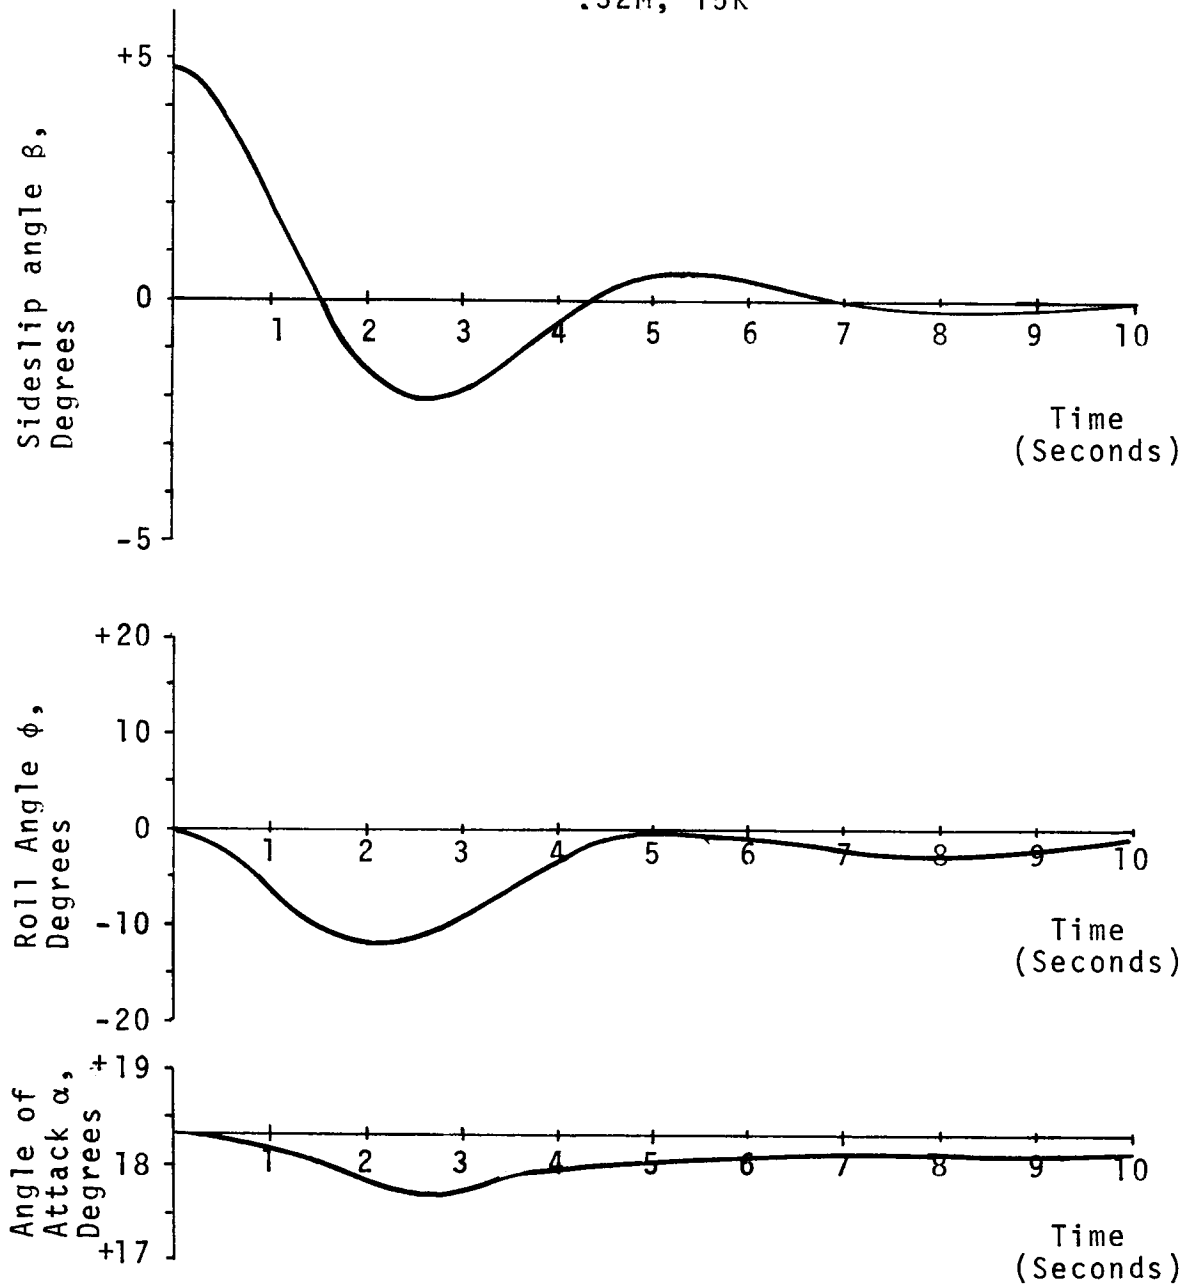 .32M, 15K
+5
0
-5
Sideslip angle β,
Degrees
1 2 3 4 5 6 7 8 9 10
Time
(Seconds)
+20
10
0
-10
-20
Roll Angle ϕ,
Degrees
1 2 3 4 5 6 7 8 9 10
Time
(Seconds)
+19
18
+17
Angle of
Attack α,
Degrees
1 2 3 4 5 6 7 8 9 10
Time
(Seconds)